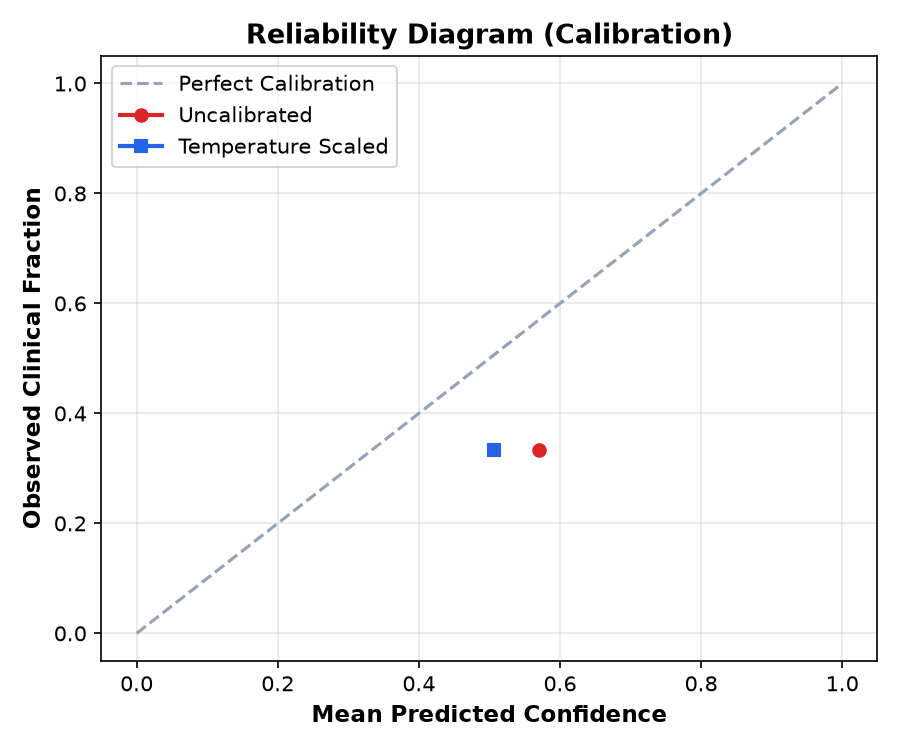 Reliability Diagram (Calibration)
Perfect Calibration
Uncalibrated
Temperature Scaled
Observed Clinical Fraction
1.0
0.8
0.6
0.4
0.2
0.0
0.0 0.2 0.4 0.6 0.8 1.0
Mean Predicted Confidence